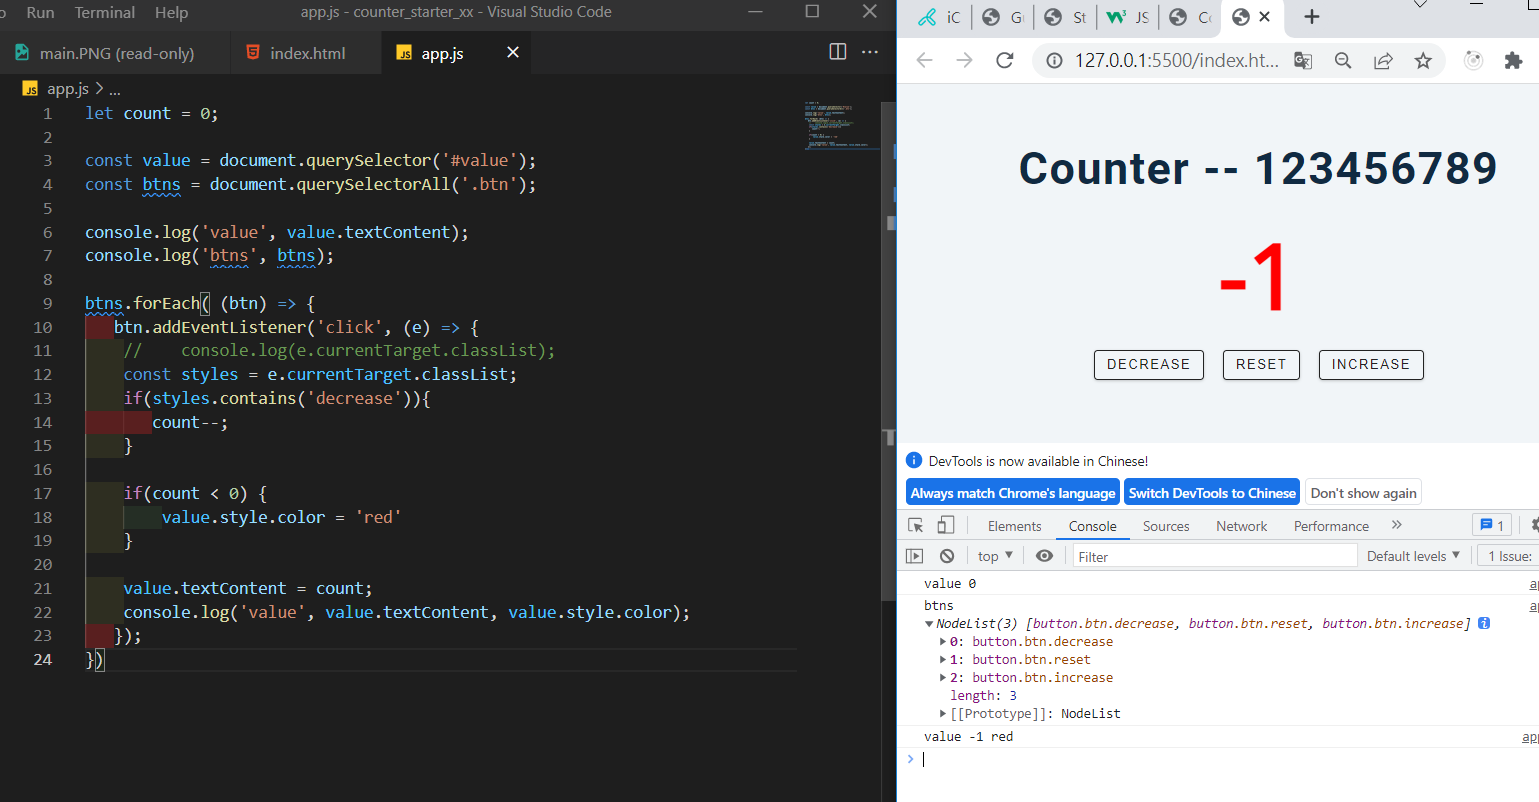 Run Terminal Help app.js - counter_starter_xx - Visual Studio Code
main.PNG (read-only) index.html JS app.js
JS app.js > ...
1 let count = 0;
2
3 const value = document.querySelector('#value');
4 const btns = document.querySelectorAll('.btn');
5
6 console.log('value', value.textContent);
7 console.log('btns', btns);
8
9 btns.forEach( (btn) => {
10 btn.addEventListener('click', (e) => {
11 // console.log(e.currentTarget.classList);
12 const styles = e.currentTarget.classList;
13 if(styles.contains('decrease')){
14 count--;
15 }
16
17 if(count < 0) {
18 value.style.color = 'red'
19 }
20
21 value.textContent = count;
22 console.log('value', value.textContent, value.style.color);
23 });
24 })
iC St JS
127.0.0.1:5500/index.ht...
Counter -- 123456789
-1
DECREASE RESET INCREASE
DevTools is now available in Chinese!
Always match Chrome's language Switch DevTools to Chinese Don't show again
Elements Console Sources Network Performance » 1
top Filter Default levels 1 Issue:
value 0
btns
NodeList(3) [button.btn.decrease, button.btn.reset, button.btn.increase]
0: button.btn.decrease
1: button.btn.reset
2: button.btn.increase
length: 3
[[Prototype]]: NodeList
value -1 red
>